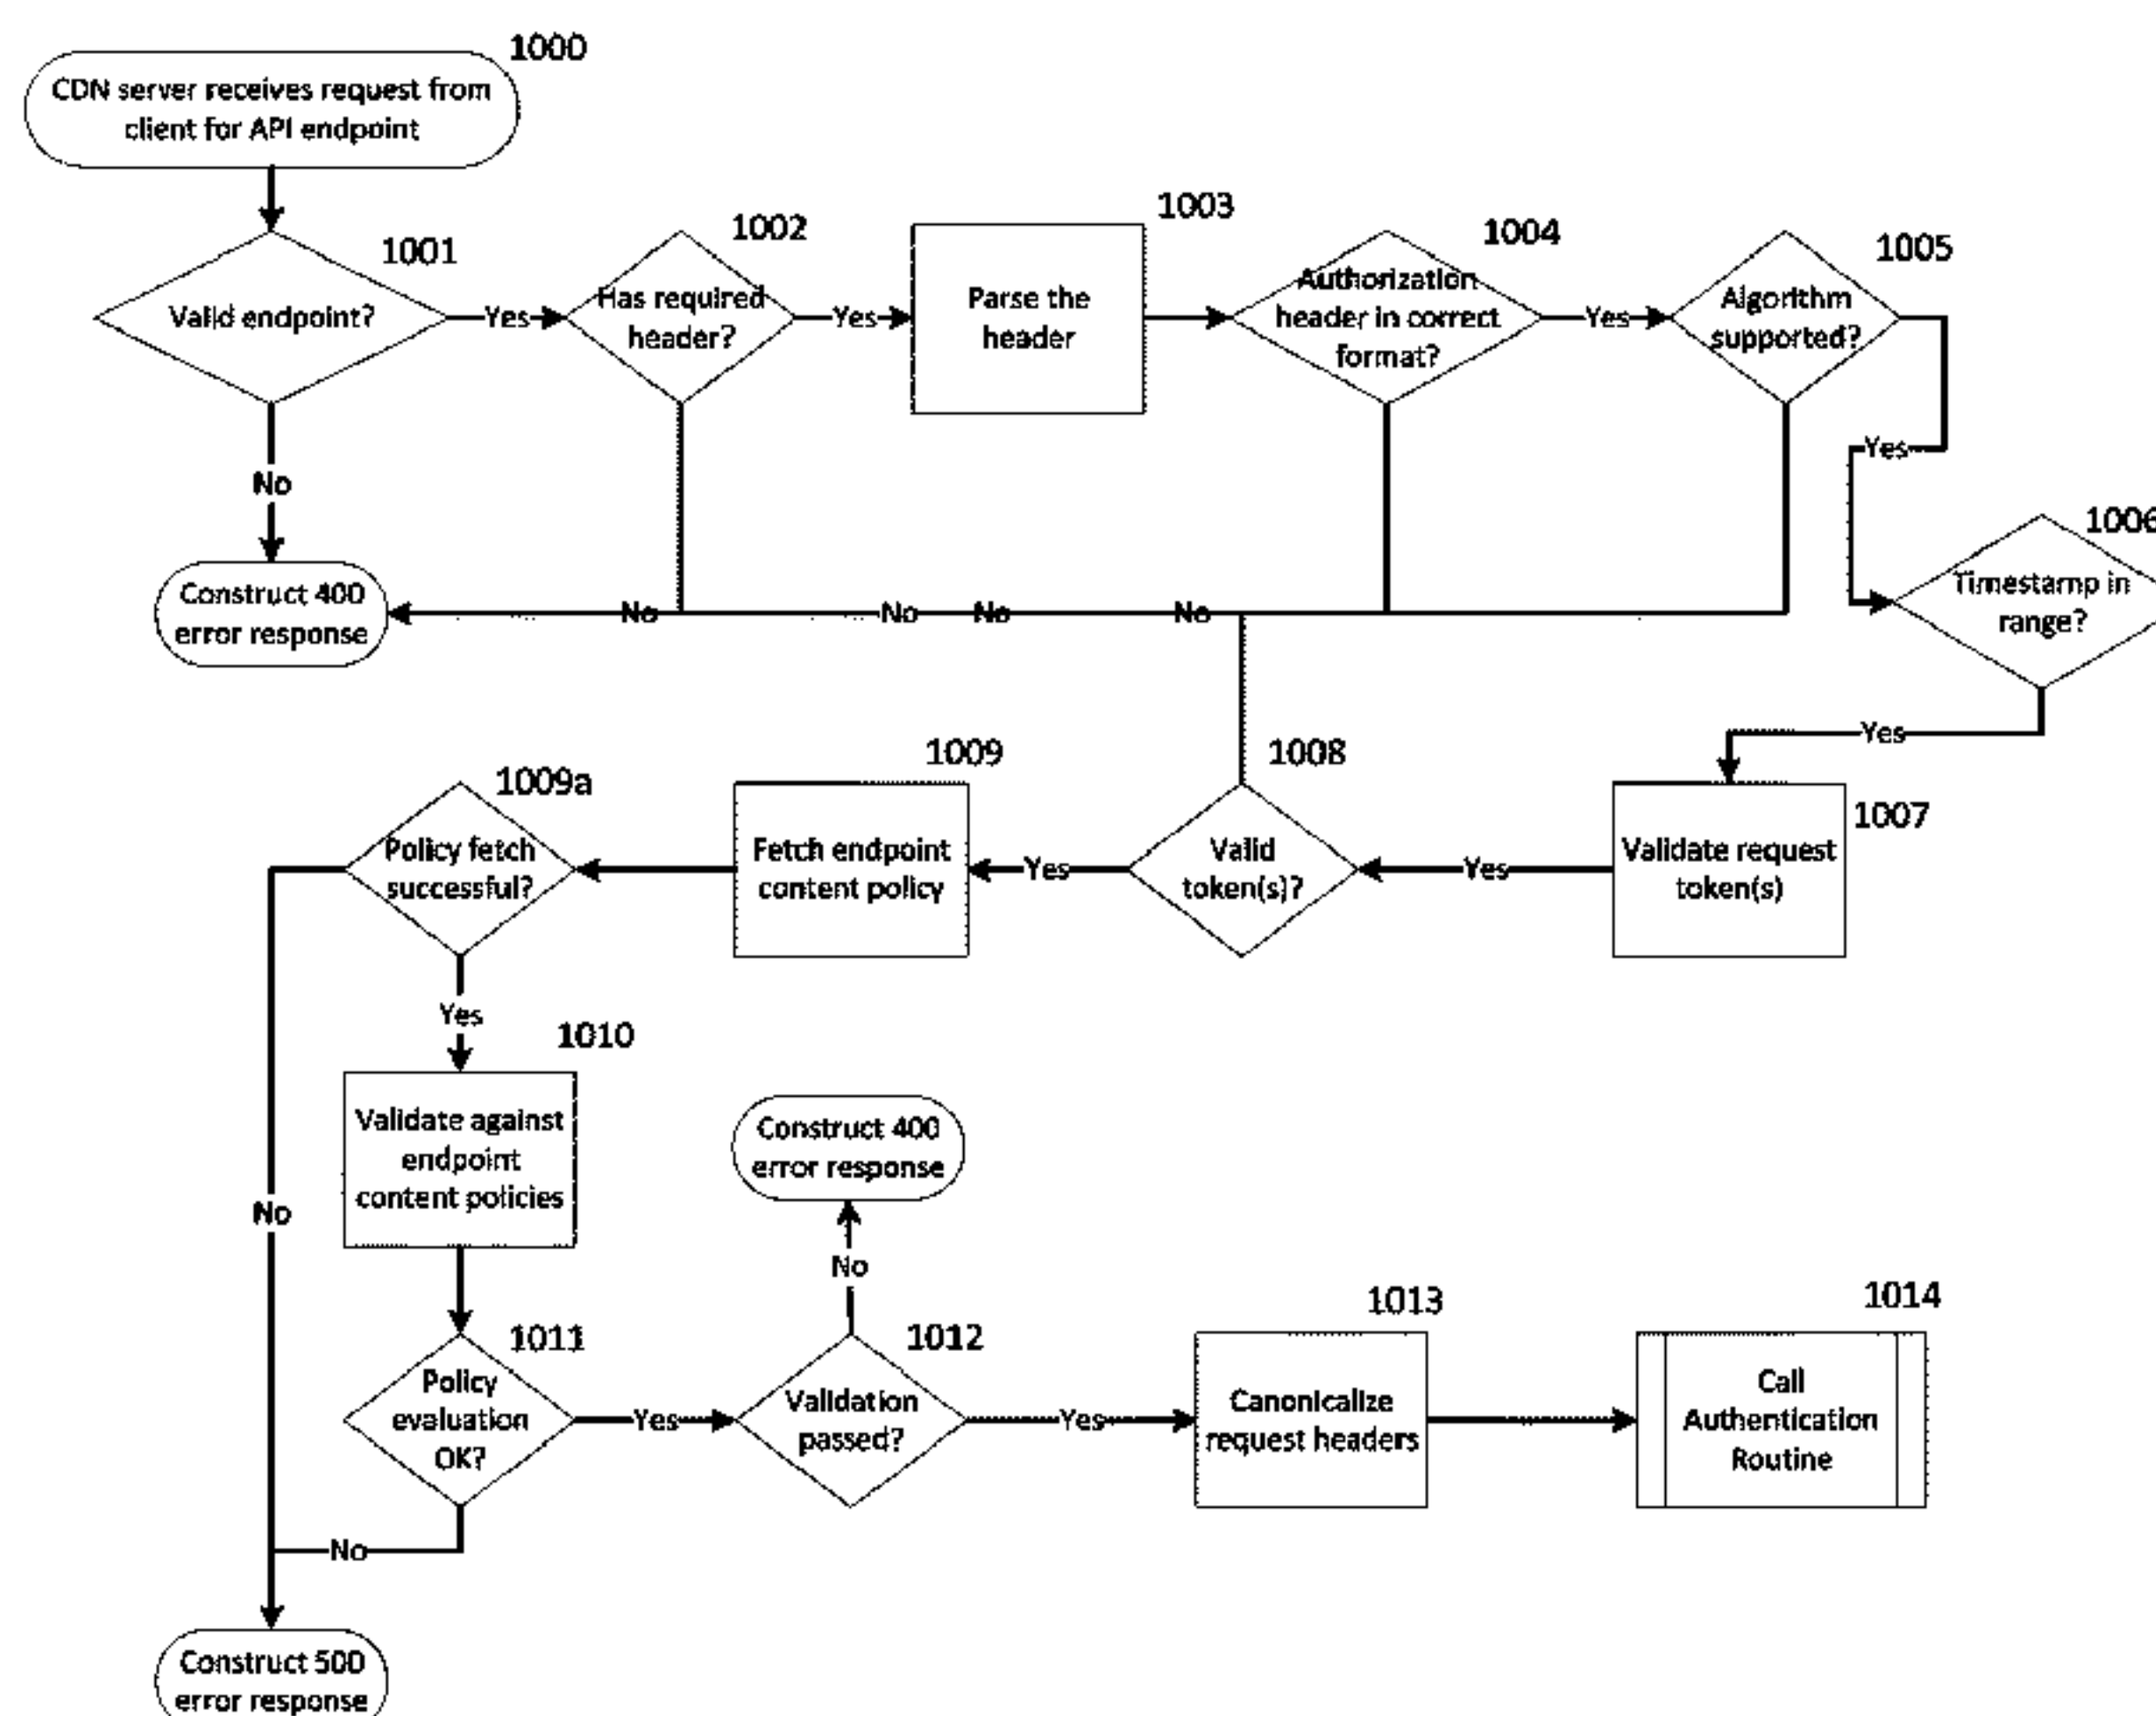 1000
CDN server receives request from
client for API endpoint
1001
Valid endpoint?
Yes
1002
Has required
header?
Yes
1003
Parse the
header
1004
Authorization
header in correct
format?
Yes
1005
Algorithm
supported?
Yes
No
1006
Timestamp in
range?
Construct 400
error response
No
No
No
No
Yes
1007
Validate request
token(s)
Yes
1008
Valid
token(s)?
Yes
1009
Fetch endpoint
content policy
1009a
Policy fetch
successful?
Yes
No
1010
Validate against
endpoint
content policies
Construct 400
error response
No
1011
Policy
evaluation
OK?
Yes
1012
Validation
passed?
Yes
1013
Canonicalize
request headers
1014
Call
Authentication
Routine
No
Construct 500
error response